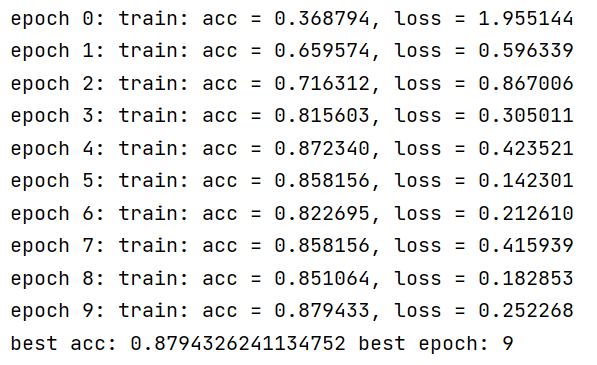 epoch 0: train: acc = 0.368794, loss = 1.955144
epoch 1: train: acc = 0.659574, loss = 0.596339
epoch 2: train: acc = 0.716312, loss = 0.867006
epoch 3: train: acc = 0.815603, loss = 0.305011
epoch 4: train: acc = 0.872340, loss = 0.423521
epoch 5: train: acc = 0.858156, loss = 0.142301
epoch 6: train: acc = 0.822695, loss = 0.212610
epoch 7: train: acc = 0.858156, loss = 0.415939
epoch 8: train: acc = 0.851064, loss = 0.182853
epoch 9: train: acc = 0.879433, loss = 0.252268
best acc: 0.8794326241134752 best epoch: 9